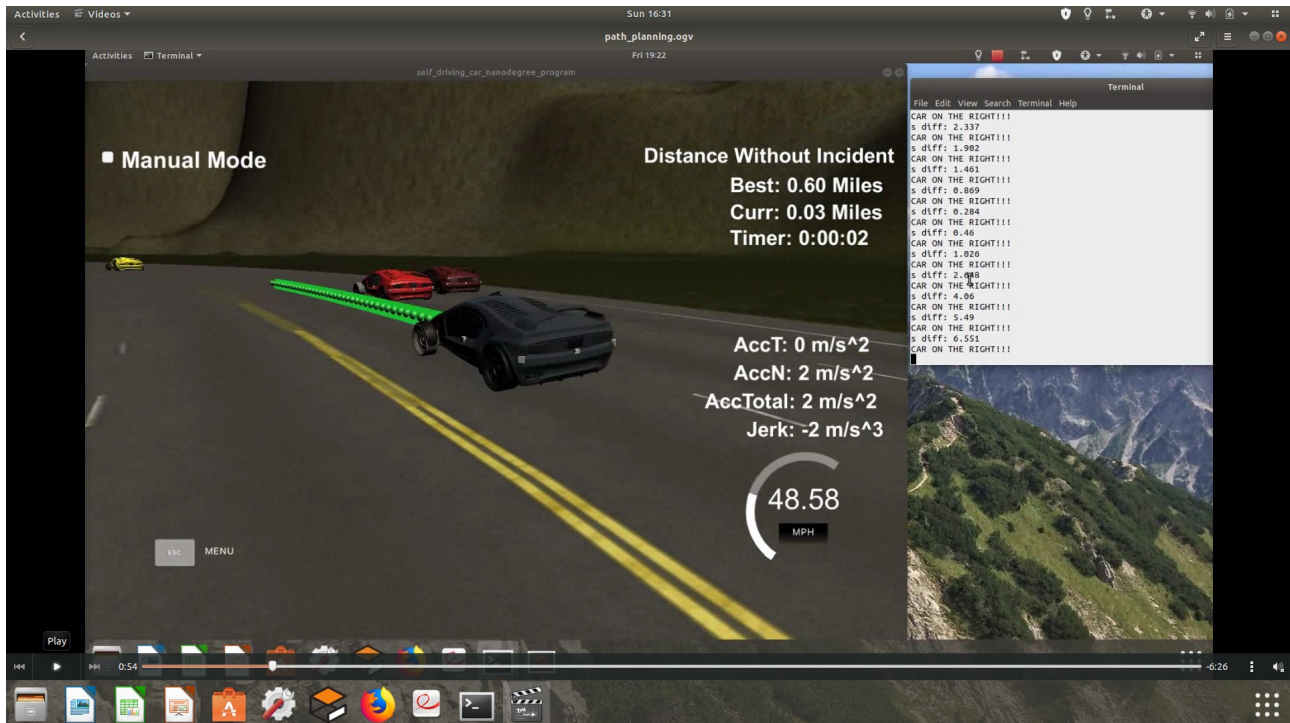 Activities Videos Sun 16:31
path_planning.ogv
Activities Terminal Fri 19:22
self_driving_car_nanodegree_program
Manual Mode
Distance Without Incident
Best: 0.60 Miles
Curr: 0.03 Miles
Timer: 0:00:02
AccT: 0 m/s^2
AccN: 2 m/s^2
AccTotal: 2 m/s^2
Jerk: -2 m/s^3
48.58
MPH
ESC MENU
Terminal
File Edit View Search Terminal Help
CAR ON THE RIGHT!!!
s diff: 2.337
CAR ON THE RIGHT!!!
s diff: 1.902
CAR ON THE RIGHT!!!
s diff: 1.461
CAR ON THE RIGHT!!!
s diff: 0.869
CAR ON THE RIGHT!!!
s diff: 0.284
CAR ON THE RIGHT!!!
s diff: 0.46
CAR ON THE RIGHT!!!
s diff: 1.026
CAR ON THE RIGHT!!!
s diff:
CAR ON THE RIGHT!!!
s diff: 4.06
CAR ON THE RIGHT!!!
s diff: 5.49
CAR ON THE RIGHT!!!
s diff: 6.551
CAR ON THE RIGHT!!!
Play
0:54 -6:26